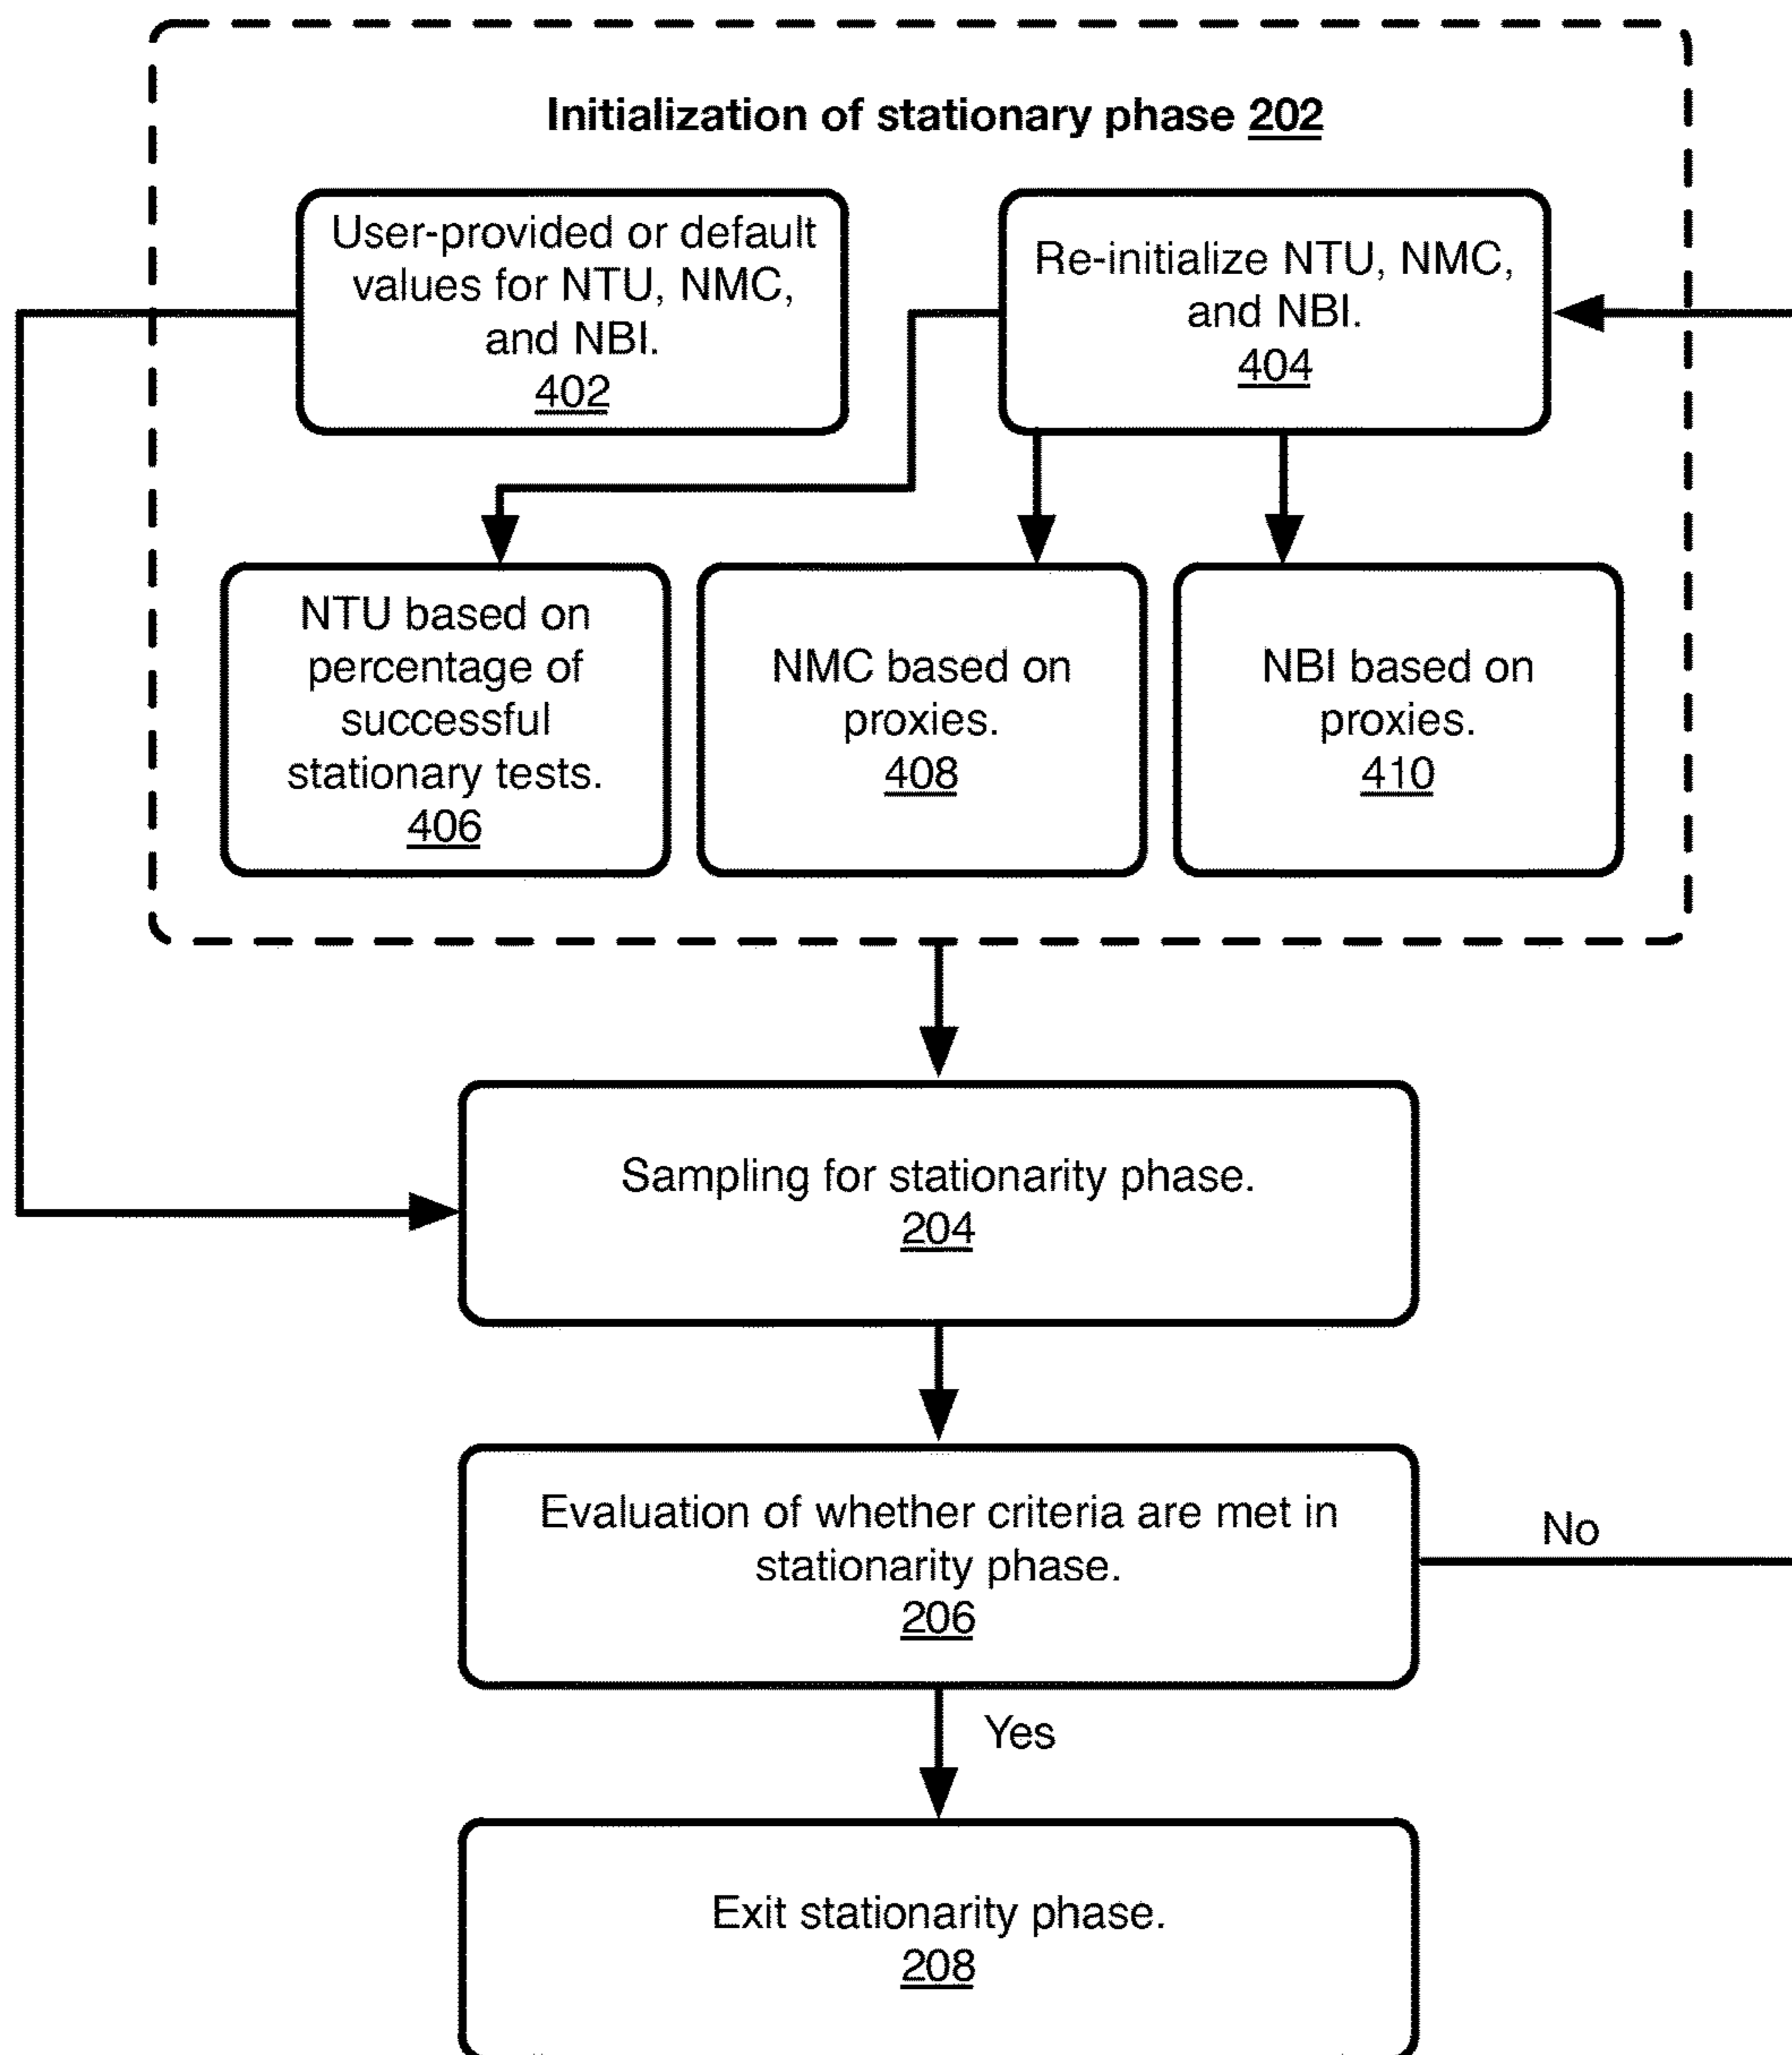 Initialization of stationary phase 202
User-provided or default
values for NTU, NMC,
and NBI.
402
Re-initialize NTU, NMC,
and NBI.
404
NTU based on
percentage of
successful
stationary tests.
406
NMC based on
proxies.
408
NBI based on
proxies.
410
Sampling for stationarity phase.
204
Evaluation of whether criteria are met in
stationarity phase.
206
No
Yes
Exit stationarity phase.
208